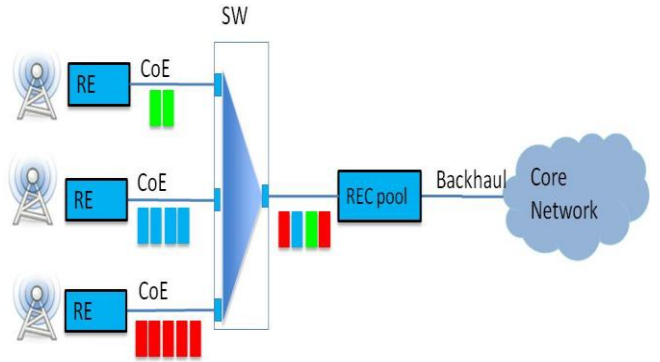 SW
CoE
RE
CoE
RE
REC pool
Backhaul
Core
Network
CoE
RE